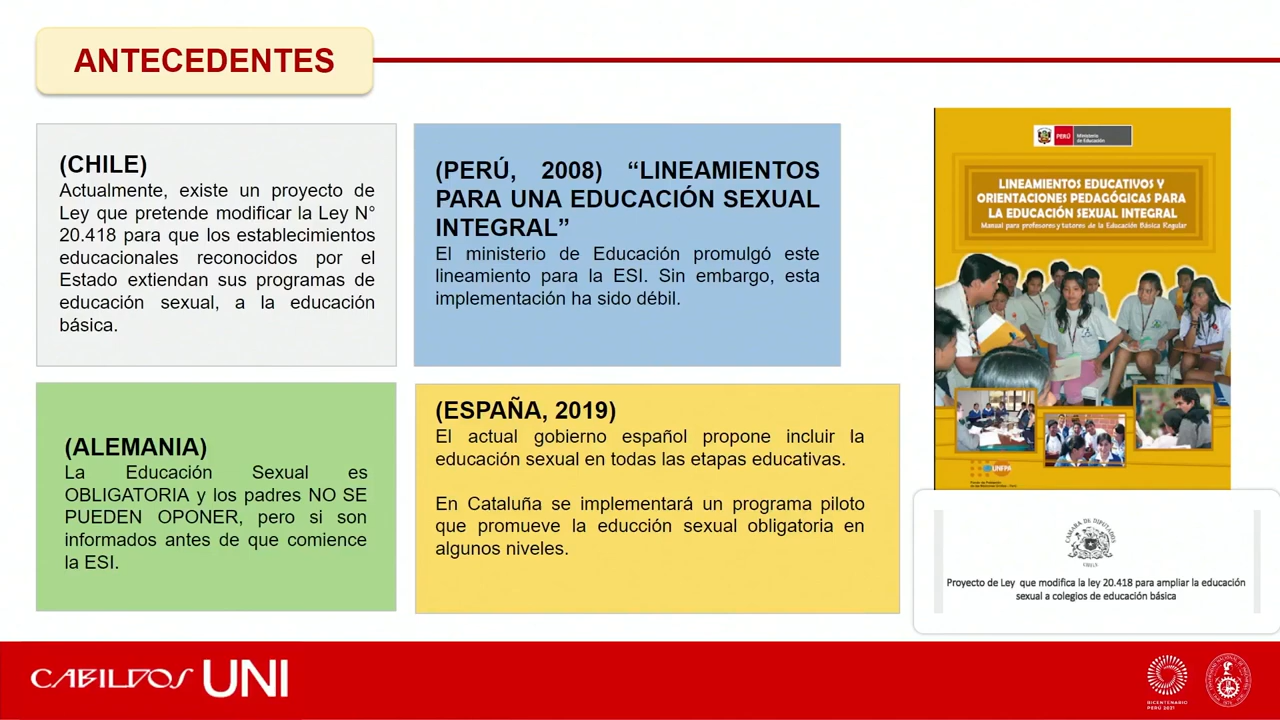 ANTECEDENTES
(CHILE)
Actualmente, existe un proyecto de
Ley que pretende modificar la Ley N°
20.418 para que los establecimientos
educacionales reconocidos por el
Estado extiendan sus programas de
educación sexual, a la educación
básica.
(PERÚ, 2008) “LINEAMIENTOS
PARA UNA EDUCACIÓN SEXUAL
INTEGRAL”
El ministerio de Educación promulgó este
lineamiento para la ESI. Sin embargo, esta
implementación ha sido débil.
(ALEMANIA)
La Educación Sexual es
OBLIGATORIA y los padres NO SE
PUEDEN OPONER, pero si son
informados antes de que comience
la ESI.
(ESPAÑA, 2019)
El actual gobierno español propone incluir la
educación sexual en todas las etapas educativas.
En Cataluña se implementará un programa piloto
que promueve la educción sexual obligatoria en
algunos niveles.
PERÚ
Ministerio
de Educación
LINEAMIENTOS EDUCATIVOS Y
ORIENTACIONES PEDAGÓGICAS PARA
LA EDUCACIÓN SEXUAL INTEGRAL
Manual para profesores y tutores de la Educación Básica Regular
UNFPA
CÁMARA DE DIPUTADOS
CHILE
Proyecto de Ley que modifica la ley 20.418 para ampliar la educación
sexual a colegios de educación básica
CABILDOS UNI
BICENTENARIO
PERÚ 2021